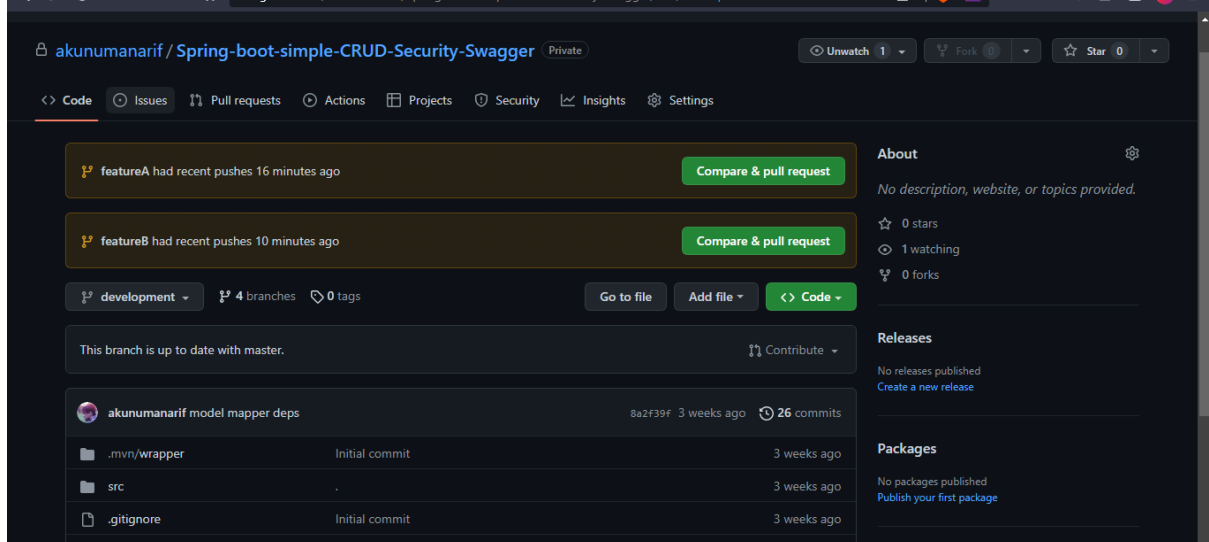 akunumanarif / Spring-boot-simple-CRUD-Security-Swagger Private
Unwatch 1 Fork 0 Star 0
<> Code Issues Pull requests Actions Projects Security Insights Settings
featureA had recent pushes 16 minutes ago Compare & pull request
featureB had recent pushes 10 minutes ago Compare & pull request
development 4 branches 0 tags Go to file Add file <> Code
This branch is up to date with master. Contribute
akunumanarif model mapper deps 8a2f39f 3 weeks ago 26 commits
.mvn/wrapper Initial commit 3 weeks ago
src . 3 weeks ago
.gitignore Initial commit 3 weeks ago
About
No description, website, or topics provided.
0 stars
1 watching
0 forks
Releases
No releases published
Create a new release
Packages
No packages published
Publish your first package